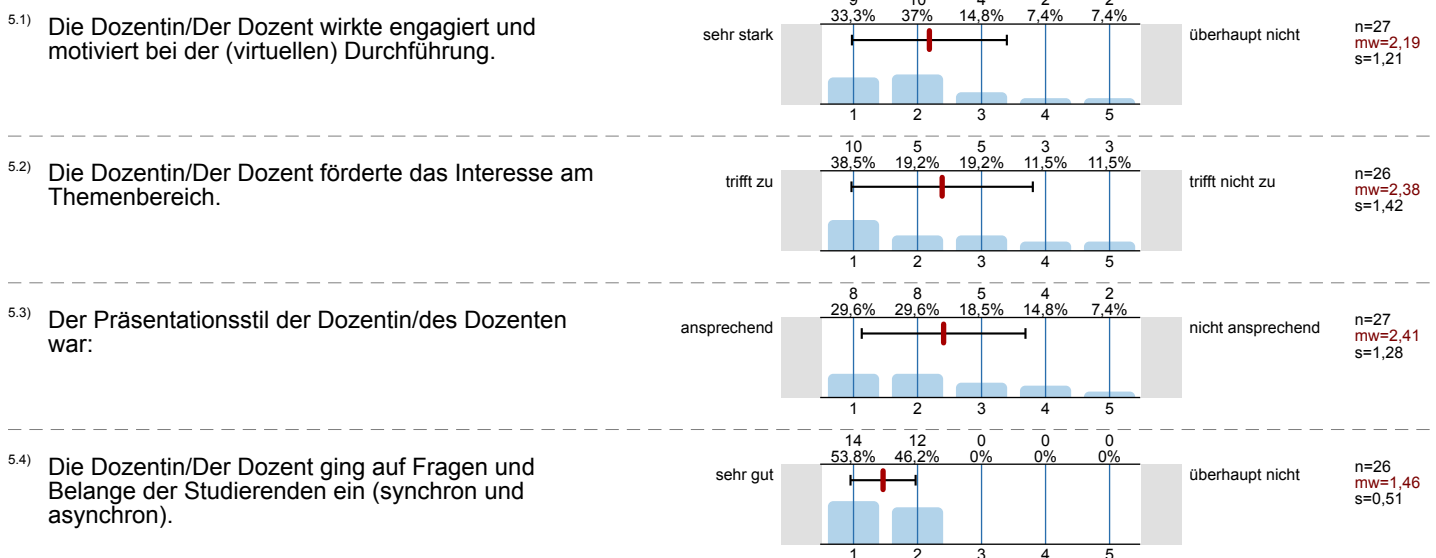 9 10 4 2 2
5.1) Die Dozentin/Der Dozent wirkte engagiert und
motiviert bei der (virtuellen) Durchführung.
sehr stark
33,3% 37% 14,8% 7,4% 7,4%
überhaupt nicht
n=27
mw=2,19
s=1,21
1 2 3 4 5
5.2) Die Dozentin/Der Dozent förderte das Interesse am
Themenbereich.
trifft zu
10 5 5 3 3
38,5% 19,2% 19,2% 11,5% 11,5%
trifft nicht zu
n=26
mw=2,38
s=1,42
1 2 3 4 5
5.3) Der Präsentationsstil der Dozentin/des Dozenten
war:
ansprechend
8 8 5 4 2
29,6% 29,6% 18,5% 14,8% 7,4%
nicht ansprechend
n=27
mw=2,41
s=1,28
1 2 3 4 5
5.4) Die Dozentin/Der Dozent ging auf Fragen und
Belange der Studierenden ein (synchron und
asynchron).
sehr gut
14 12 0 0 0
53,8% 46,2% 0% 0% 0%
überhaupt nicht
n=26
mw=1,46
s=0,51
1 2 3 4 5